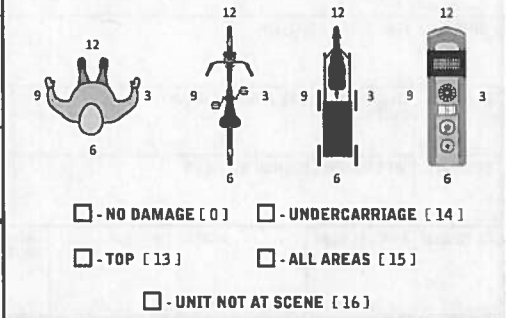 12 12 12 12
9 3 9 3 9 3 9 3
6 6 6 6
- NO DAMAGE [ 0 ] - UNDERCARRIAGE [ 14 ]
- TOP [ 13 ] - ALL AREAS [ 15 ]
- UNIT NOT AT SCENE [ 16 ]